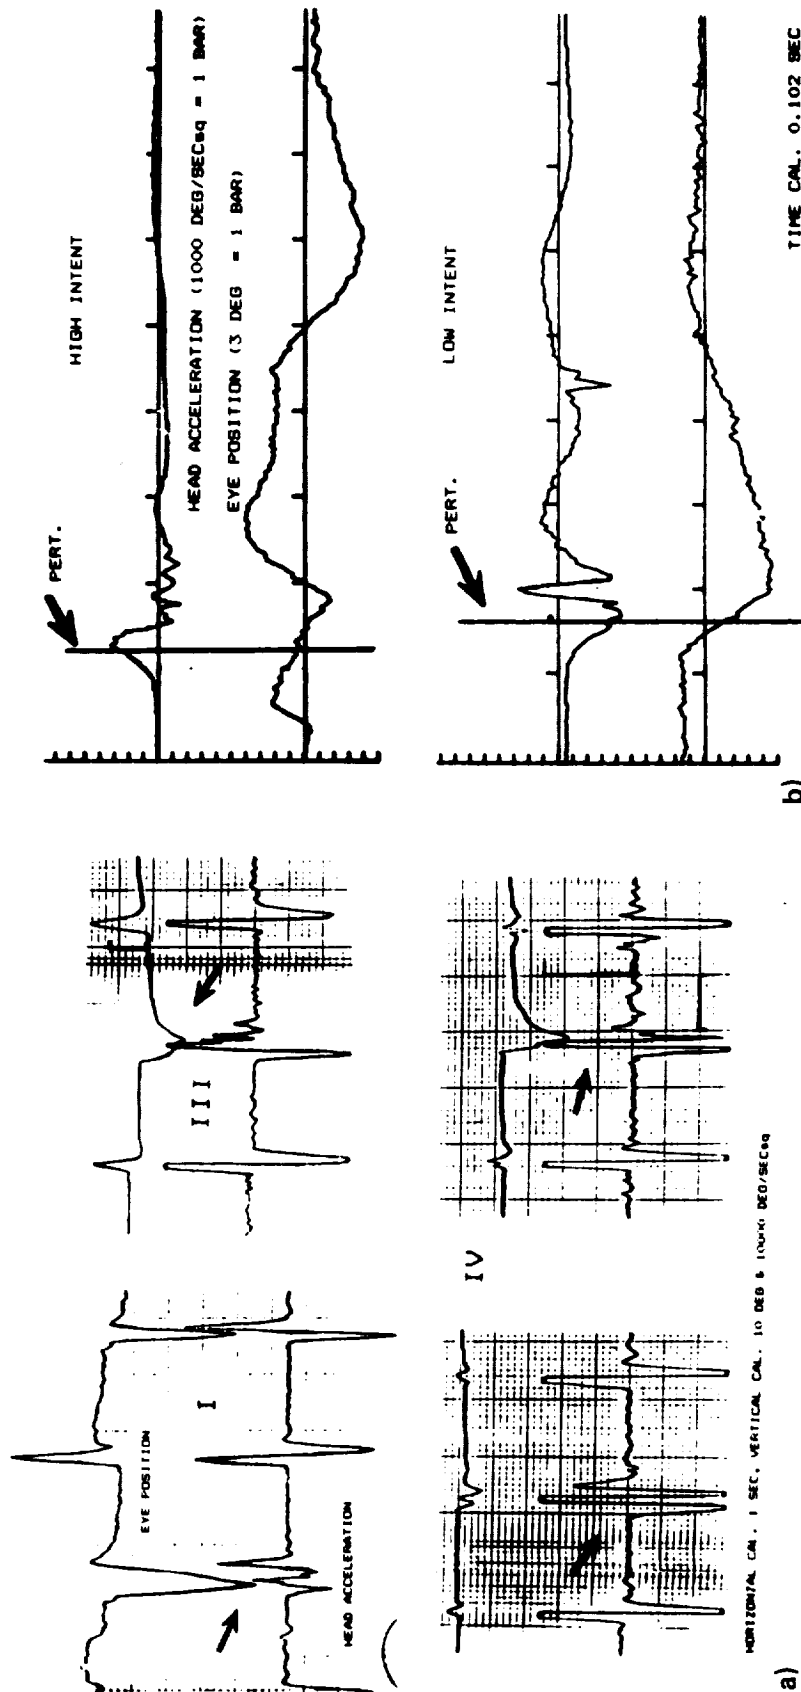 EYE POSITION
I
HEAD ACCELERATION
III
IV
HORIZONTAL CAL. 1 SEC, VERTICAL CAL. 10 DEG & 10000 DEG/SECsq
a)
HIGH INTENT
PERT.
HEAD ACCELERATION (1000 DEG/SECsq = 1 BAR)
EYE POSITION (3 DEG = 1 BAR)
LOW INTENT
PERT.
TIME CAL. 0.102 SEC
b)